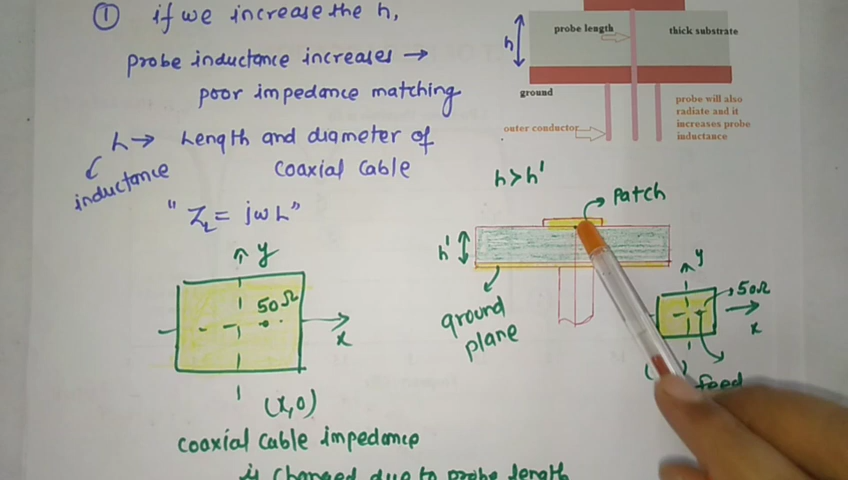 ① if we increase the h,
probe inductance increases →
poor impedance matching
L → Length and diameter of
coaxial cable
inductance
" Z_L = jωL "
y
50Ω
x
(x,0)
coaxial cable impedance
is changed due to probe length
h
probe length
thick substrate
ground
outer conductor
probe will also
radiate and it
increases probe
inductance
h > h'
Patch
h'
ground
plane
y
50Ω
x
feed